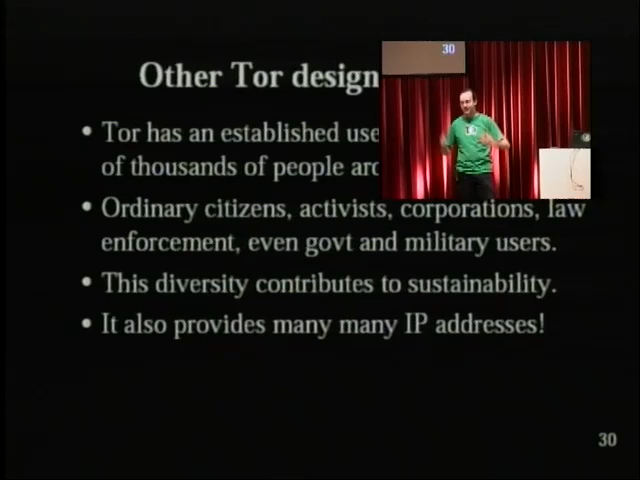 Other Tor design
30
• Tor has an established use
of thousands of people aro
• Ordinary citizens, activists, corporations, law
enforcement, even govt and military users.
• This diversity contributes to sustainability.
• It also provides many many IP addresses!
30